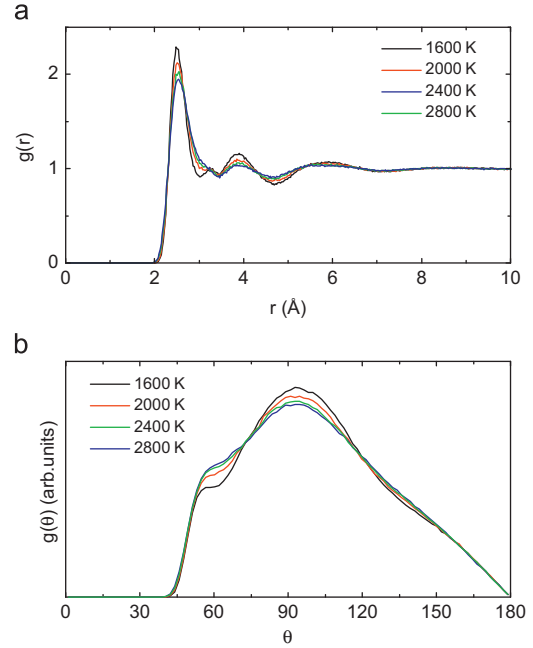 a
g(r)
2
1
0
1600 K
2000 K
2400 K
2800 K
0 2 4 6 8 10
r (Å)
b
g(θ) (arb.units)
1600 K
2000 K
2400 K
2800 K
0 30 60 90 120 150 180
θ